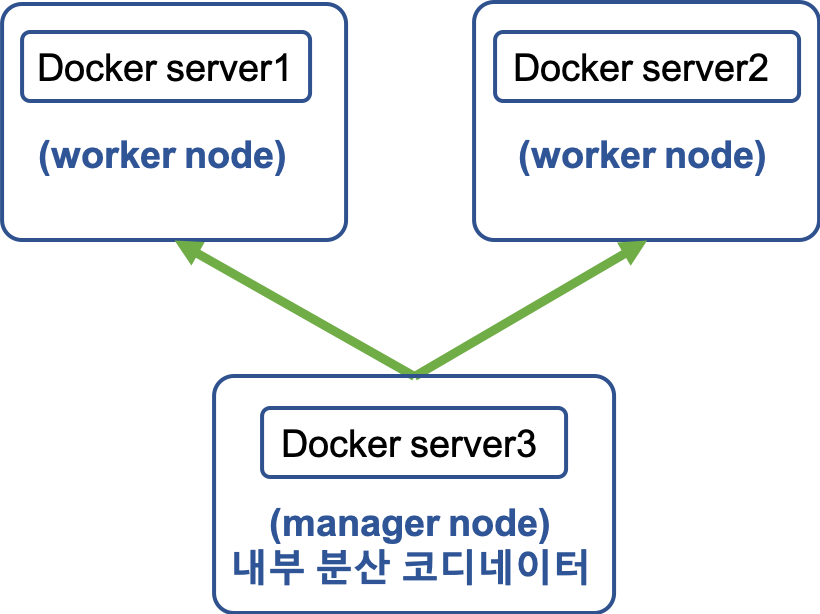 Docker server1
(worker node)
Docker server2
(worker node)
Docker server3
(manager node)
내부 분산 코디네이터